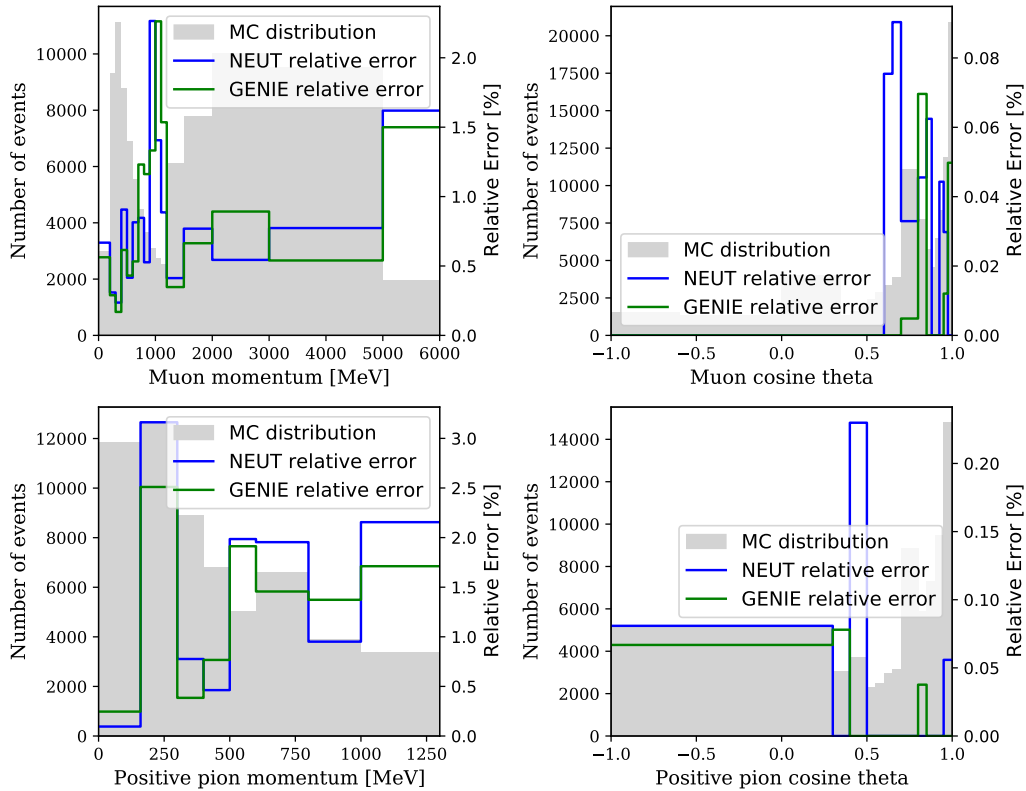 MC distribution
NEUT relative error
GENIE relative error
Number of events
Relative Error [%]
0
2000
4000
6000
8000
10000
0.0
0.5
1.0
1.5
2.0
0 1000 2000 3000 4000 5000 6000
Muon momentum [MeV]
MC distribution
NEUT relative error
GENIE relative error
Number of events
Relative Error [%]
0
2500
5000
7500
10000
12500
15000
17500
20000
0.00
0.02
0.04
0.06
0.08
−1.0 −0.5 0.0 0.5 1.0
Muon cosine theta
MC distribution
NEUT relative error
GENIE relative error
Number of events
Relative Error [%]
0
2000
4000
6000
8000
10000
12000
0.0
0.5
1.0
1.5
2.0
2.5
3.0
0 250 500 750 1000 1250
Positive pion momentum [MeV]
MC distribution
NEUT relative error
GENIE relative error
Number of events
Relative Error [%]
0
2000
4000
6000
8000
10000
12000
14000
0.00
0.05
0.10
0.15
0.20
−1.0 −0.5 0.0 0.5 1.0
Positive pion cosine theta